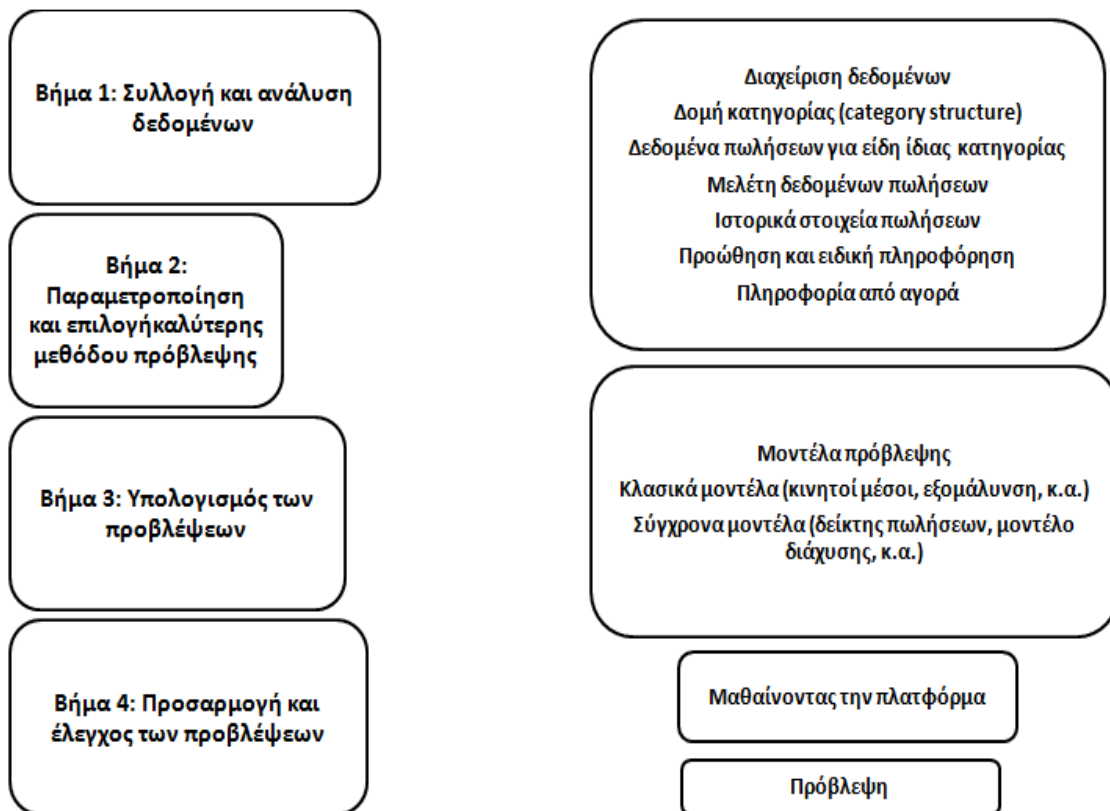 Βήμα 1: Συλλογή και ανάλυση
δεδομένων
Βήμα 2:
Παραμετροποίηση
και επιλογήκαλύτερης
μεθόδου πρόβλεψης
Βήμα 3: Υπολογισμός των
προβλέψεων
Βήμα 4: Προσαρμογή και
έλεγχος των προβλέψεων
Διαχείριση δεδομένων
Δομή κατηγορίας (category structure)
Δεδομένα πωλήσεων για είδη ίδιας κατηγορίας
Μελέτη δεδομένων πωλήσεων
Ιστορικά στοιχεία πωλήσεων
Προώθηση και ειδική πληροφόρηση
Πληροφορία από αγορά
Μοντέλα πρόβλεψης
Κλασικά μοντέλα (κινητοί μέσοι, εξομάλυνση, κ.α.)
Σύγχρονα μοντέλα (δείκτης πωλήσεων, μοντέλο
διάχυσης, κ.α.)
Μαθαίνοντας την πλατφόρμα
Πρόβλεψη